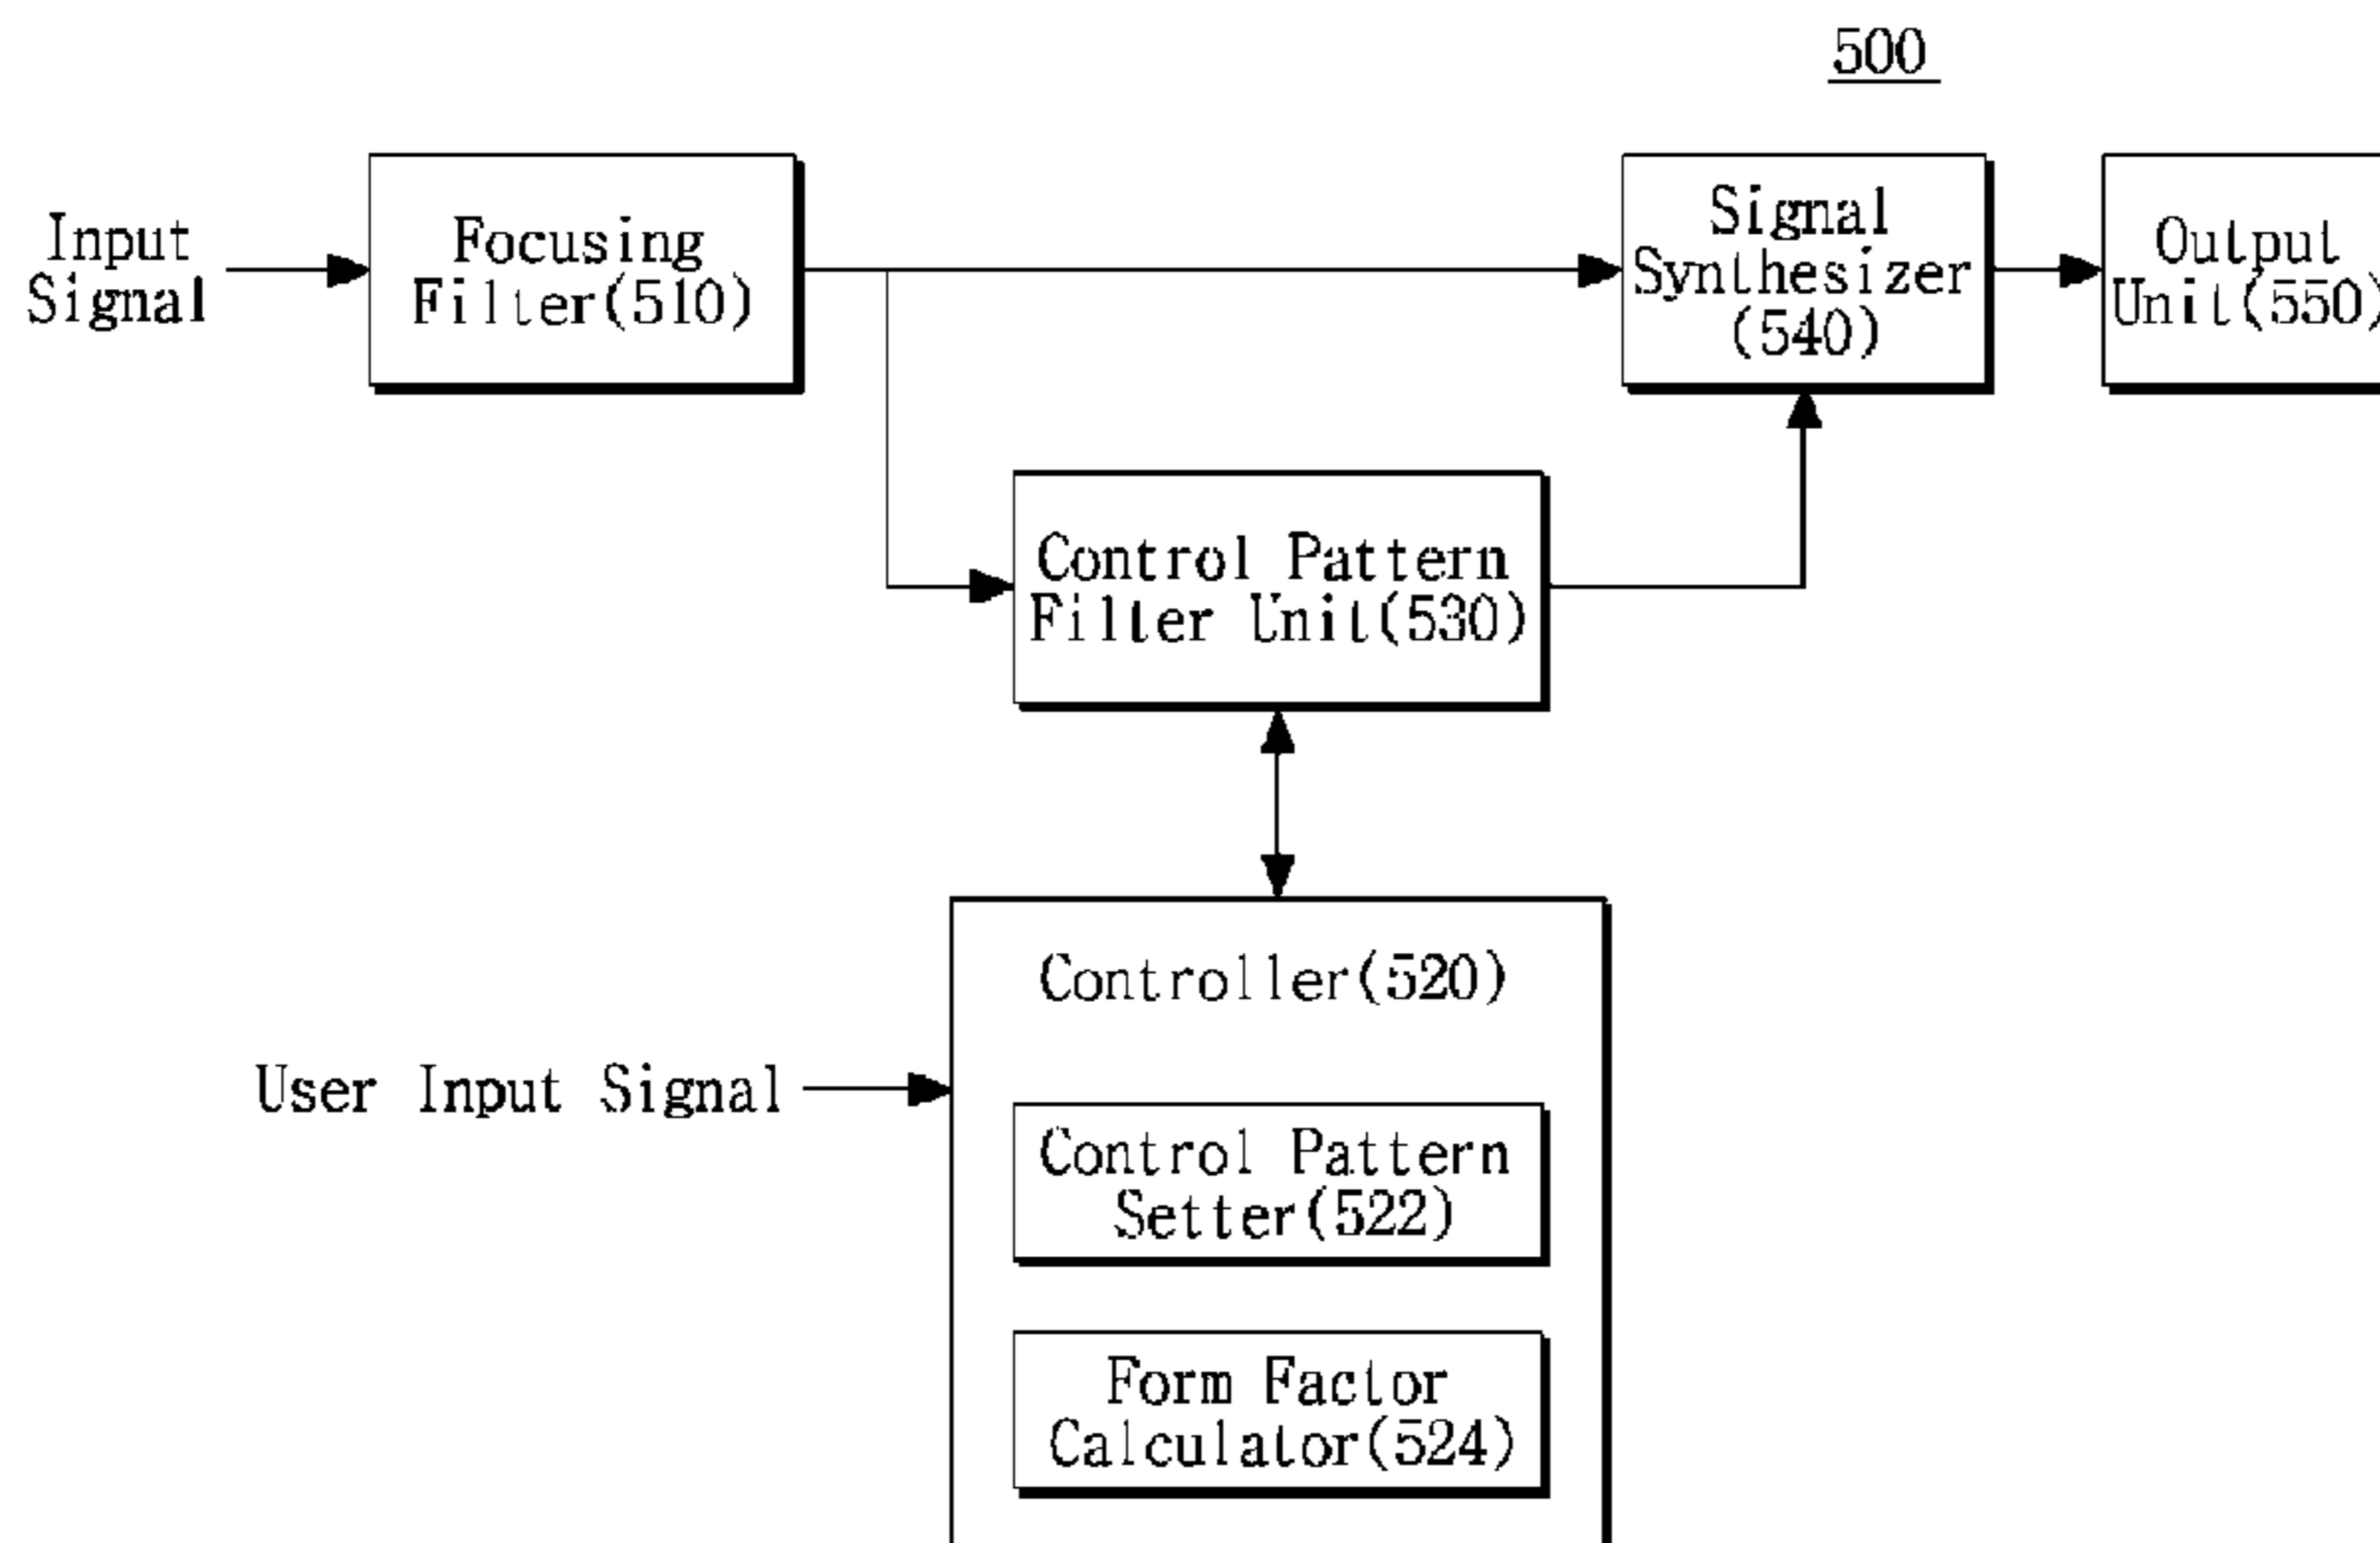 500
Input
Signal
Focusing
Filter(510)
Signal
Synthesizer
(540)
Output
Unit(550)
Control Pattern
Filter Unit(530)
Controller(520)
User Input Signal
Control Pattern
Setter(522)
Form Factor
Calculator(524)